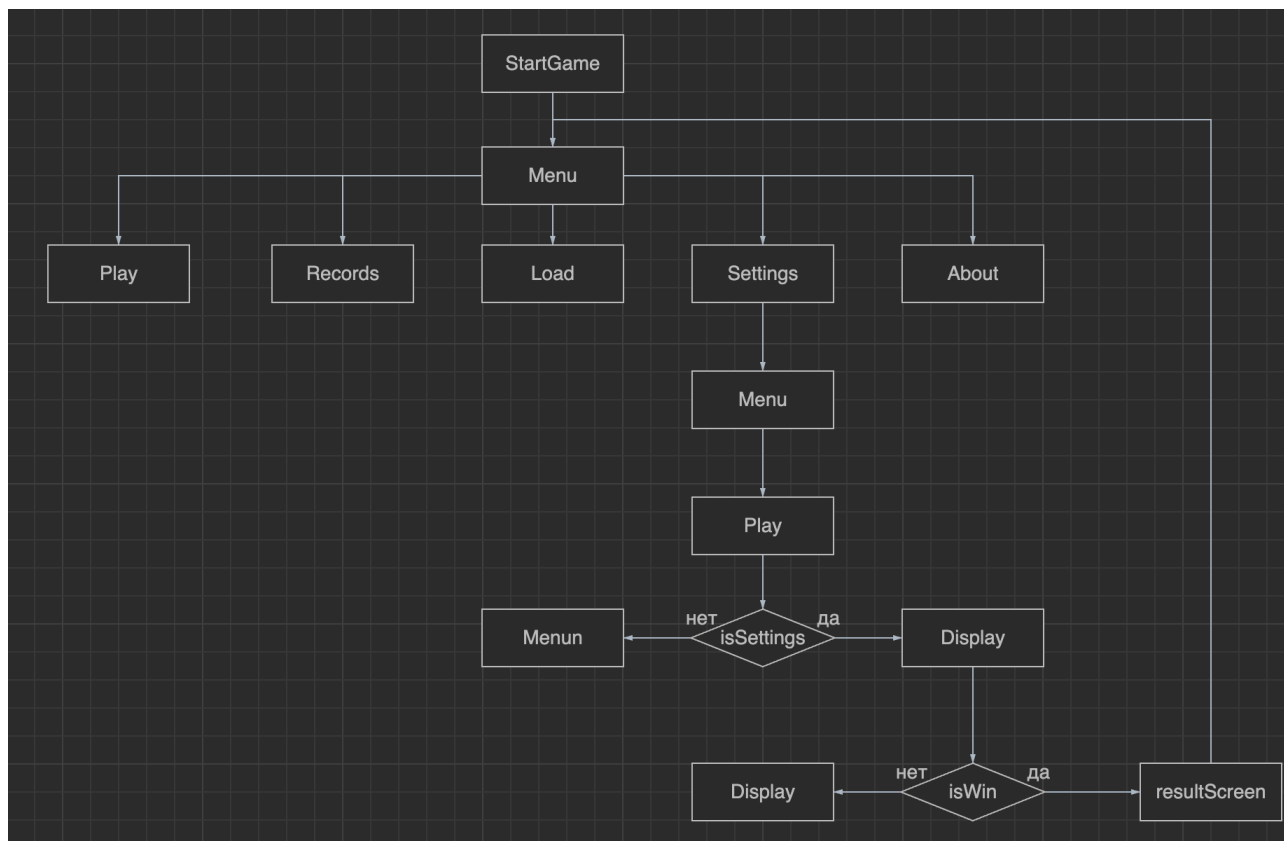 StartGame
Menu
Play
Records
Load
Settings
About
Menu
Play
нет
да
Menun
isSettings
Display
нет
да
Display
isWin
resultScreen